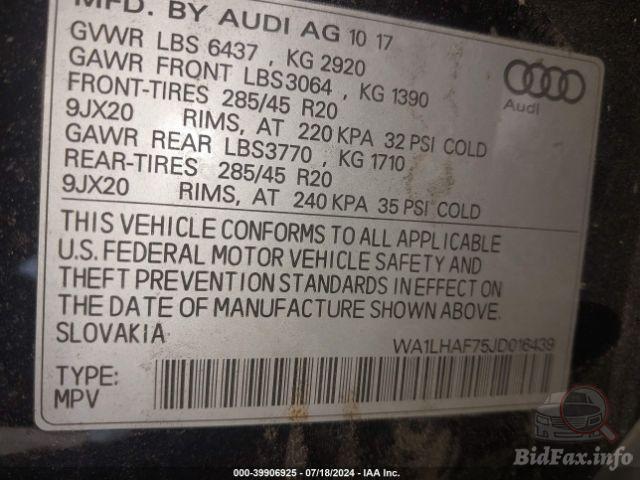 MFD. BY AUDI AG 10 17
GVWR LBS 6437 , KG 2920
GAWR FRONT LBS3064 , KG 1390
FRONT-TIRES 285/45 R20
9JX20 RIMS, AT 220 KPA 32 PSI COLD
GAWR REAR LBS3770 , KG 1710
REAR-TIRES 285/45 R20
9JX20 RIMS, AT 240 KPA 35 PSI COLD
Audi
THIS VEHICLE CONFORMS TO ALL APPLICABLE
U.S. FEDERAL MOTOR VEHICLE SAFETY AND
THEFT PREVENTION STANDARDS IN EFFECT ON
THE DATE OF MANUFACTURE SHOWN ABOVE.
SLOVAKIA
WA1LHAF75JD016439
TYPE:
MPV
BidFax.info
000-39906925 - 07/18/2024 - IAA Inc.